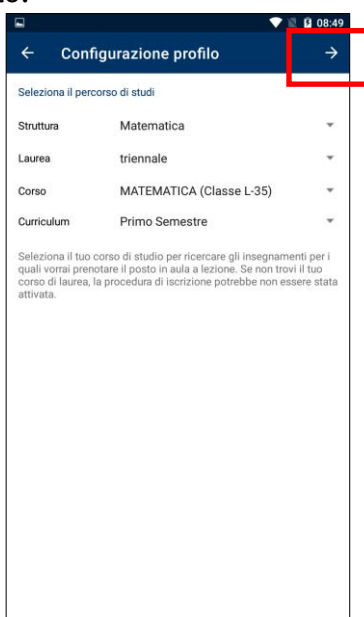 08:49
Configurazione profilo
Seleziona il percorso di studi
Struttura Matematica
Laurea triennale
Corso MATEMATICA (Classe L-35)
Curriculum Primo Semestre
Seleziona il tuo corso di studio per ricercare gli insegnamenti per i
quali vorrai prenotare il posto in aula a lezione. Se non trovi il tuo
corso di laurea, la procedura di iscrizione potrebbe non essere stata
attivata.